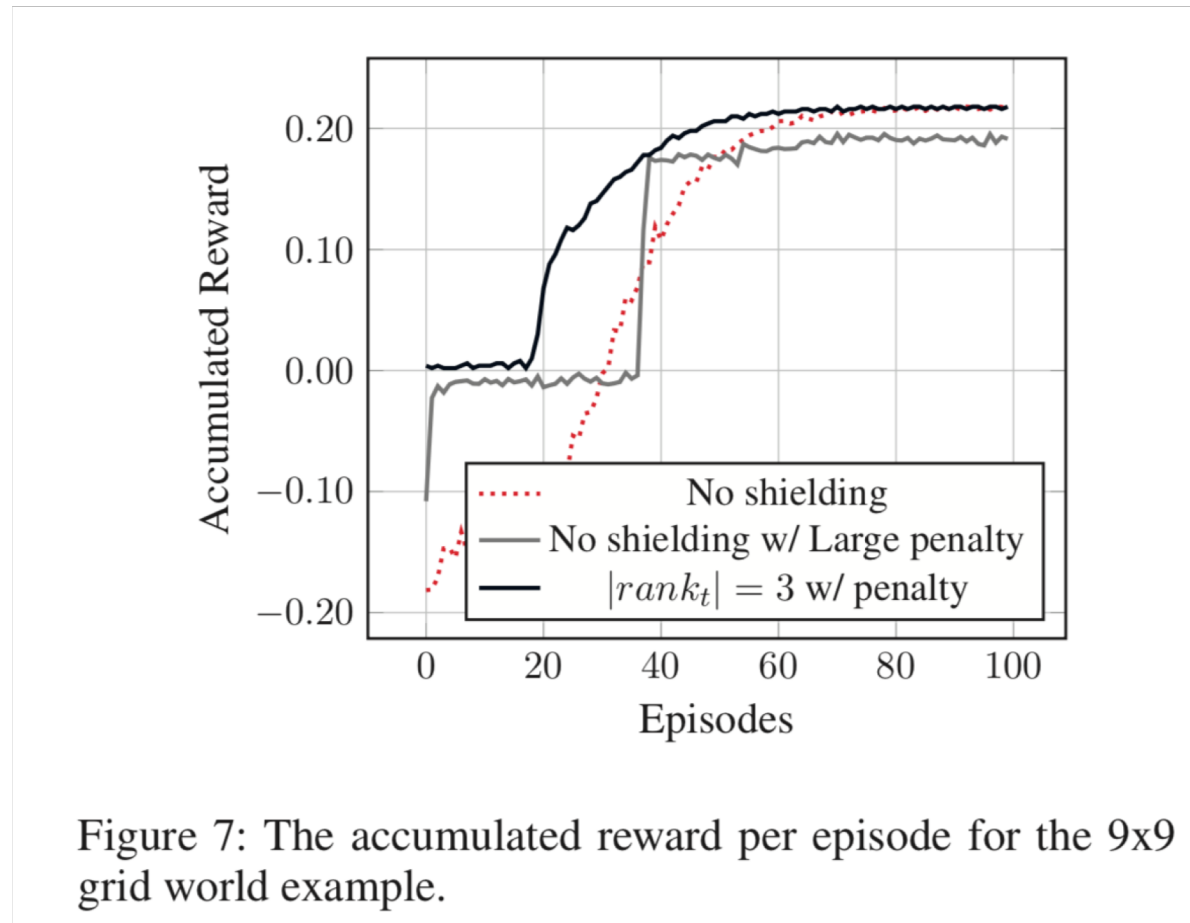 0.20
0.10
0.00
−0.10
−0.20
Accumulated Reward
No shielding
No shielding w/ Large penalty
|rank_t| = 3 w/ penalty
0 20 40 60 80 100
Episodes
Figure 7: The accumulated reward per episode for the 9x9
grid world example.